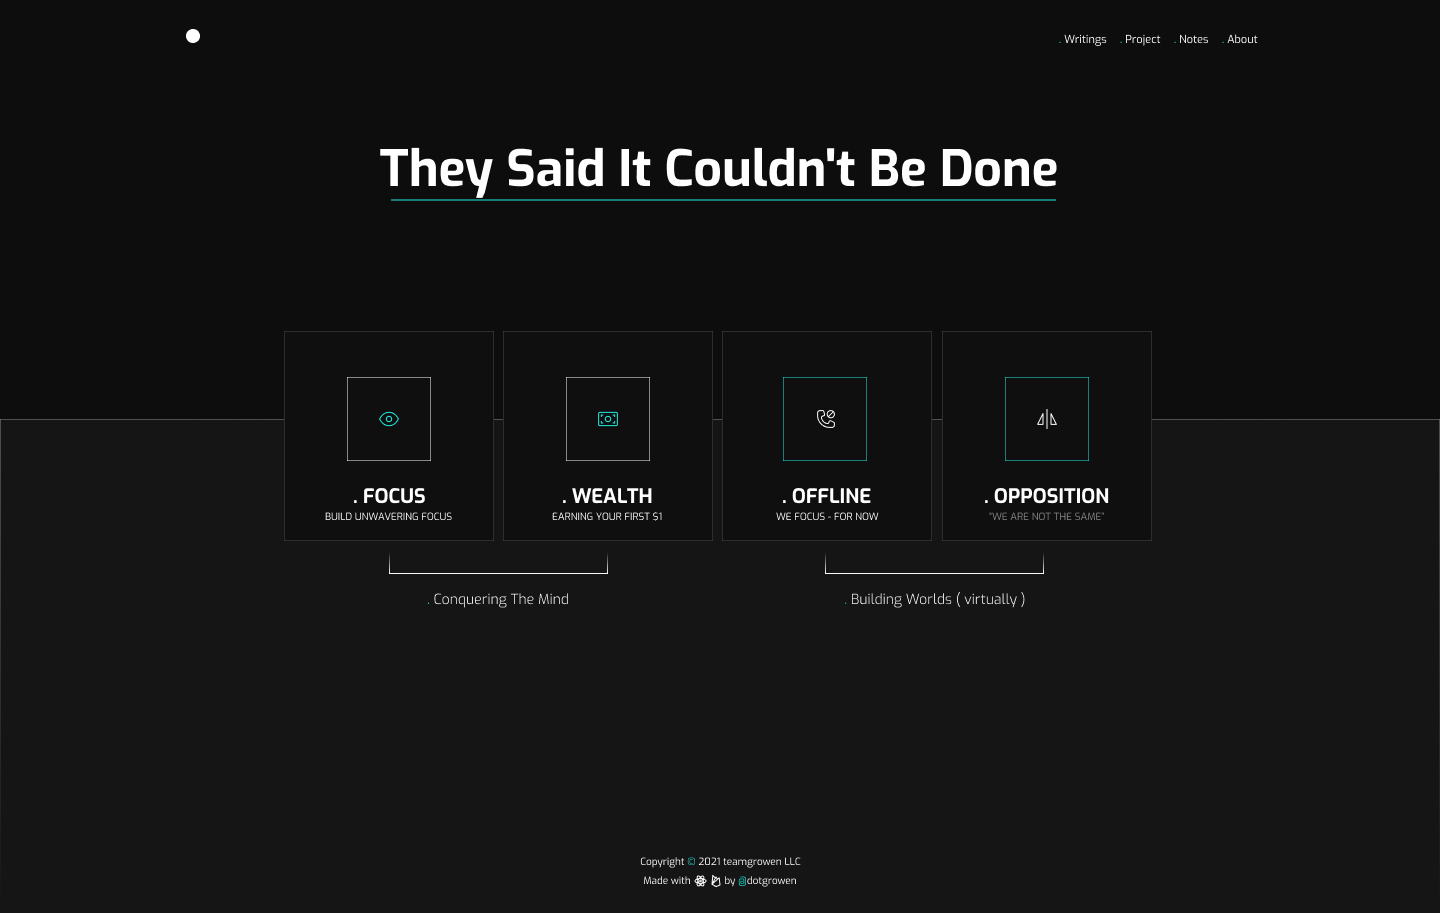 . Writings . Project . Notes . About
They Said It Couldn't Be Done
. FOCUS
BUILD UNWAVERING FOCUS
. WEALTH
EARNING YOUR FIRST $1
. OFFLINE
WE FOCUS - FOR NOW
. OPPOSITION
"WE ARE NOT THE SAME"
. Conquering The Mind
. Building Worlds ( virtually )
Copyright © 2021 teamgrowen LLC
Made with by @dotgrowen